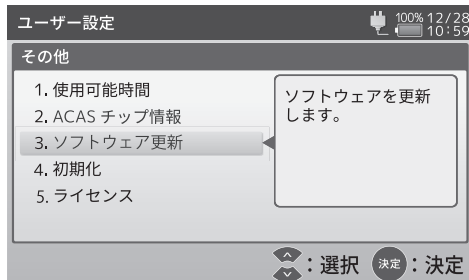 ユーザー設定
100% 12/28
10:59
その他
1. 使用可能時間
2. ACAS チップ情報
3. ソフトウェア更新
4. 初期化
5. ライセンス
ソフトウェアを更新
します。
：選択 決定：決定